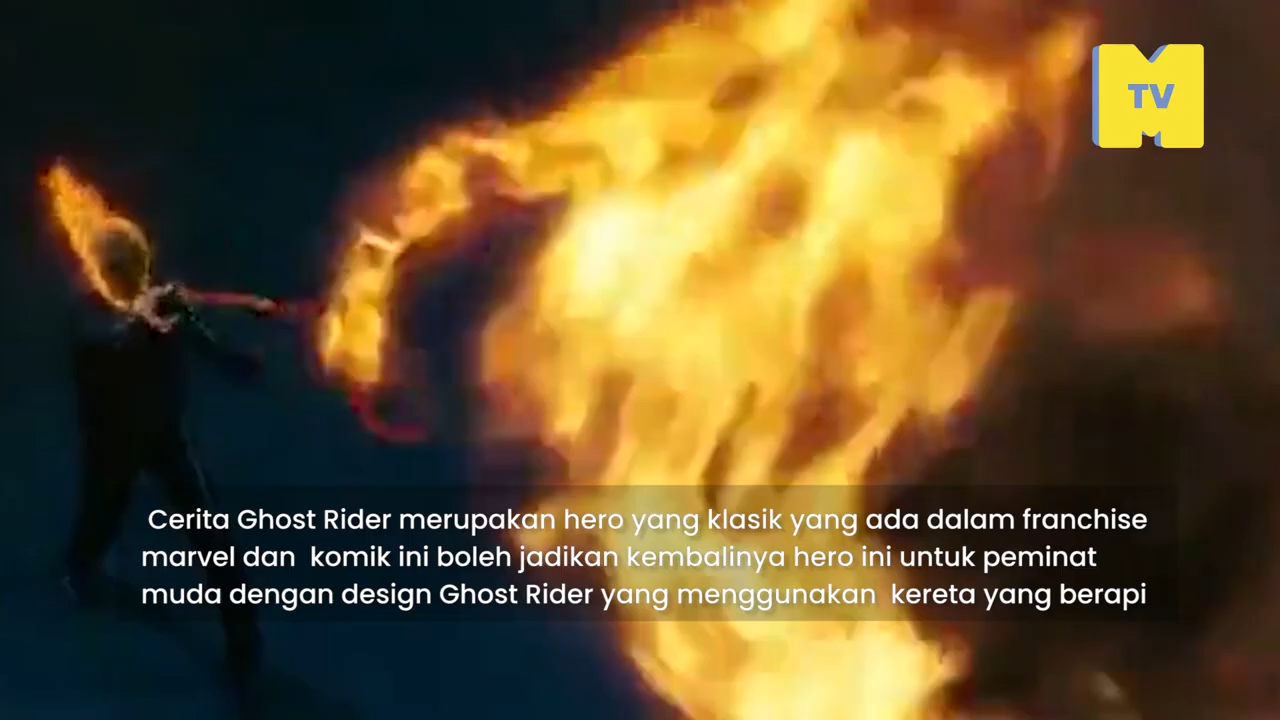 TV
Cerita Ghost Rider merupakan hero yang klasik yang ada dalam franchise
marvel dan  komik ini boleh jadikan kembalinya hero ini untuk peminat
muda dengan design Ghost Rider yang menggunakan  kereta yang berapi